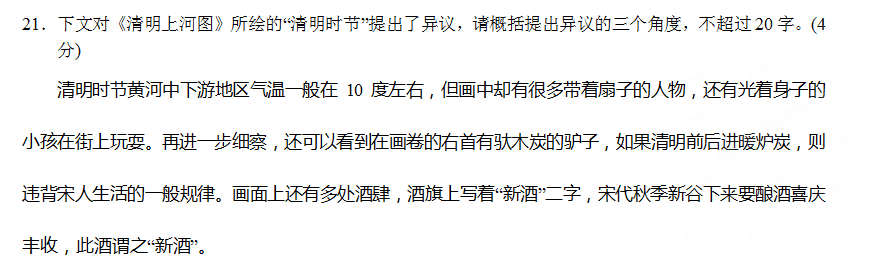 21．下文对《清明上河图》所绘的“清明时节”提出了异议，请概括提出异议的三个角度，不超过 20 字。(4
分)
清明时节黄河中下游地区气温一般在 10 度左右，但画中却有很多带着扇子的人物，还有光着身子的
小孩在街上玩耍。再进一步细察，还可以看到在画卷的右首有驮木炭的驴子，如果清明前后进暖炉炭，则
违背宋人生活的一般规律。画面上还有多处酒肆，酒旗上写着“新酒”二字，宋代秋季新谷下来要酿酒喜庆
丰收，此酒谓之“新酒”。